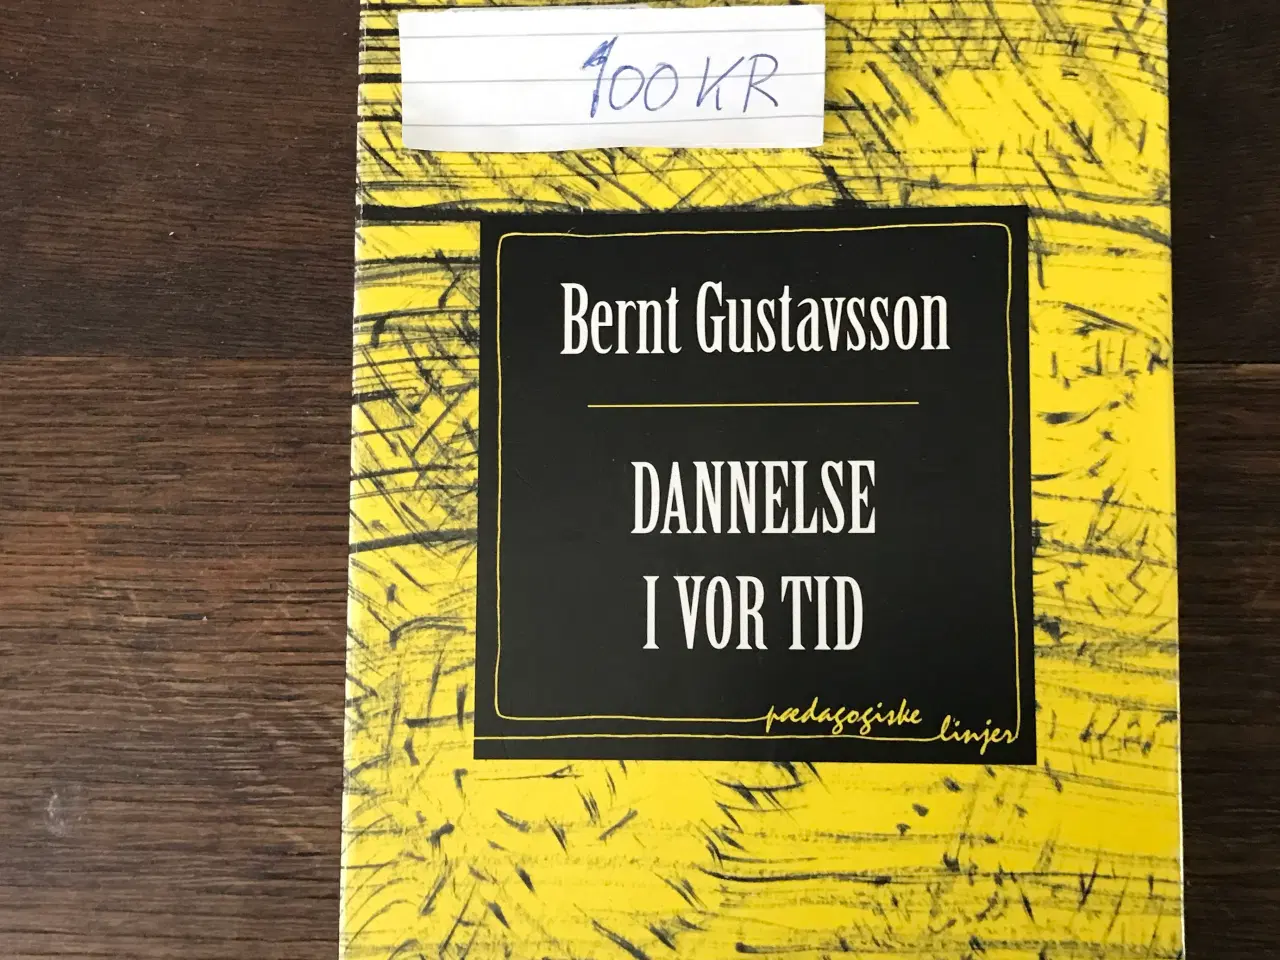 100 KR
Bernt Gustavsson
DANNELSE
I VOR TID
pædagogiske
linjer